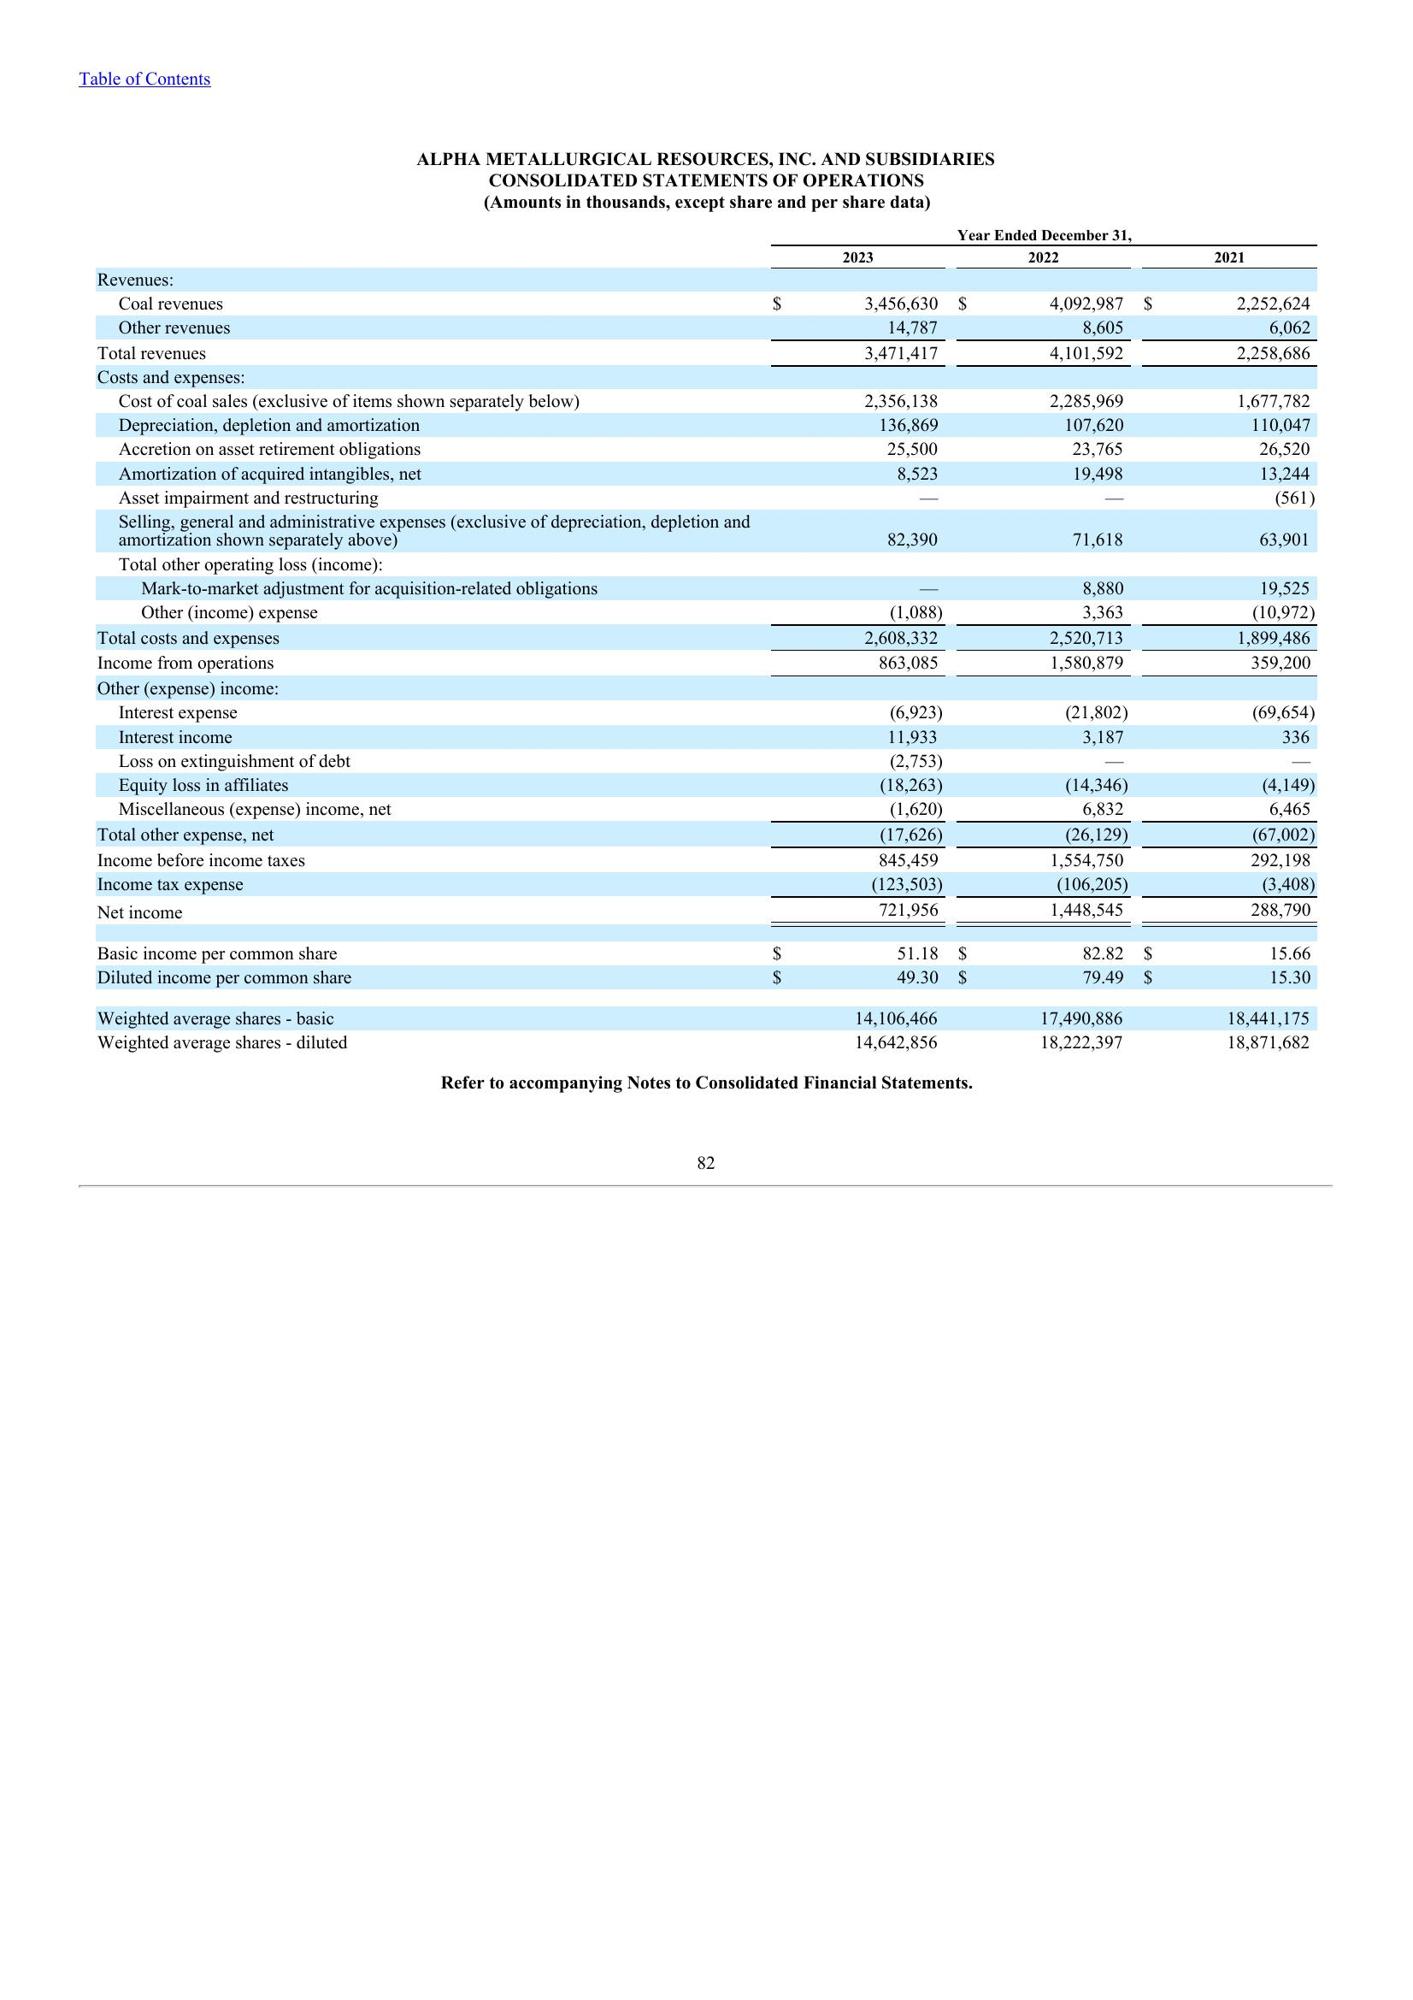 Table of Contents
ALPHA METALLURGICAL RESOURCES, INC. AND SUBSIDIARIES
CONSOLIDATED STATEMENTS OF OPERATIONS
(Amounts in thousands, except share and per share data)
Year Ended December 31,
2023 2022 2021
Revenues:
Coal revenues $ 3,456,630 $ 4,092,987 $ 2,252,624
Other revenues 14,787 8,605 6,062
Total revenues 3,471,417 4,101,592 2,258,686
Costs and expenses:
Cost of coal sales (exclusive of items shown separately below) 2,356,138 2,285,969 1,677,782
Depreciation, depletion and amortization 136,869 107,620 110,047
Accretion on asset retirement obligations 25,500 23,765 26,520
Amortization of acquired intangibles, net 8,523 19,498 13,244
Asset impairment and restructuring — — (561)
Selling, general and administrative expenses (exclusive of depreciation, depletion and
amortization shown separately above) 82,390 71,618 63,901
Total other operating loss (income):
Mark-to-market adjustment for acquisition-related obligations — 8,880 19,525
Other (income) expense (1,088) 3,363 (10,972)
Total costs and expenses 2,608,332 2,520,713 1,899,486
Income from operations 863,085 1,580,879 359,200
Other (expense) income:
Interest expense (6,923) (21,802) (69,654)
Interest income 11,933 3,187 336
Loss on extinguishment of debt (2,753) — —
Equity loss in affiliates (18,263) (14,346) (4,149)
Miscellaneous (expense) income, net (1,620) 6,832 6,465
Total other expense, net (17,626) (26,129) (67,002)
Income before income taxes 845,459 1,554,750 292,198
Income tax expense (123,503) (106,205) (3,408)
Net income 721,956 1,448,545 288,790
Basic income per common share $ 51.18 $ 82.82 $ 15.66
Diluted income per common share $ 49.30 $ 79.49 $ 15.30
Weighted average shares - basic 14,106,466 17,490,886 18,441,175
Weighted average shares - diluted 14,642,856 18,222,397 18,871,682
Refer to accompanying Notes to Consolidated Financial Statements.
82